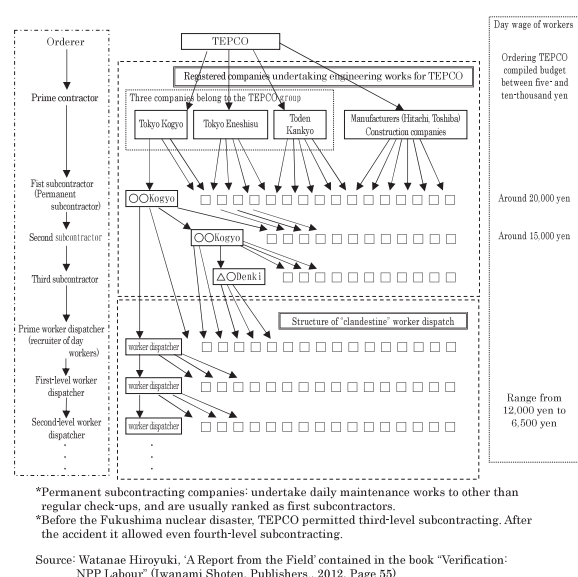 Day wage of workers
Orderer
TEPCO
Ordering TEPCO
compiled budget
between five- and
ten-thousand yen
Registered companies undertaking engineering works for TEPCO
Prime contractor
Three companies belong to the TEPCO group
Tokyo Kogyo
Tokyo Eneshisu
Toden
Kankyo
Manufacturers (Hitachi, Toshiba)
Construction companies
Fist subcontractor
(Permanent
subcontractor)
○○Kogyo
Around 20,000 yen
Second subcontractor
○○Kogyo
Around 15,000 yen
Third subcontractor
△○Denki
Structure of "clandestine" worker dispatch
Prime worker dispatcher
(recruiter of day
workers)
worker dispatcher
First-level worker
dispatcher
worker dispatcher
Range from
12,000 yen to
6,500 yen
Second-level worker
dispatcher
worker dispatcher
*Permanent subcontracting companies: undertake daily maintenance works to other than
regular check-ups, and are usually ranked as first subcontractors.
*Before the Fukushima nuclear disaster, TEPCO permitted third-level subcontracting. After
the accident it allowed even fourth-level subcontracting.
Source: Watanae Hiroyuki, 'A Report from the Field' contained in the book "Verification:
NPP Labour" (Iwanami Shoten, Publishers., 2012, Page 55)